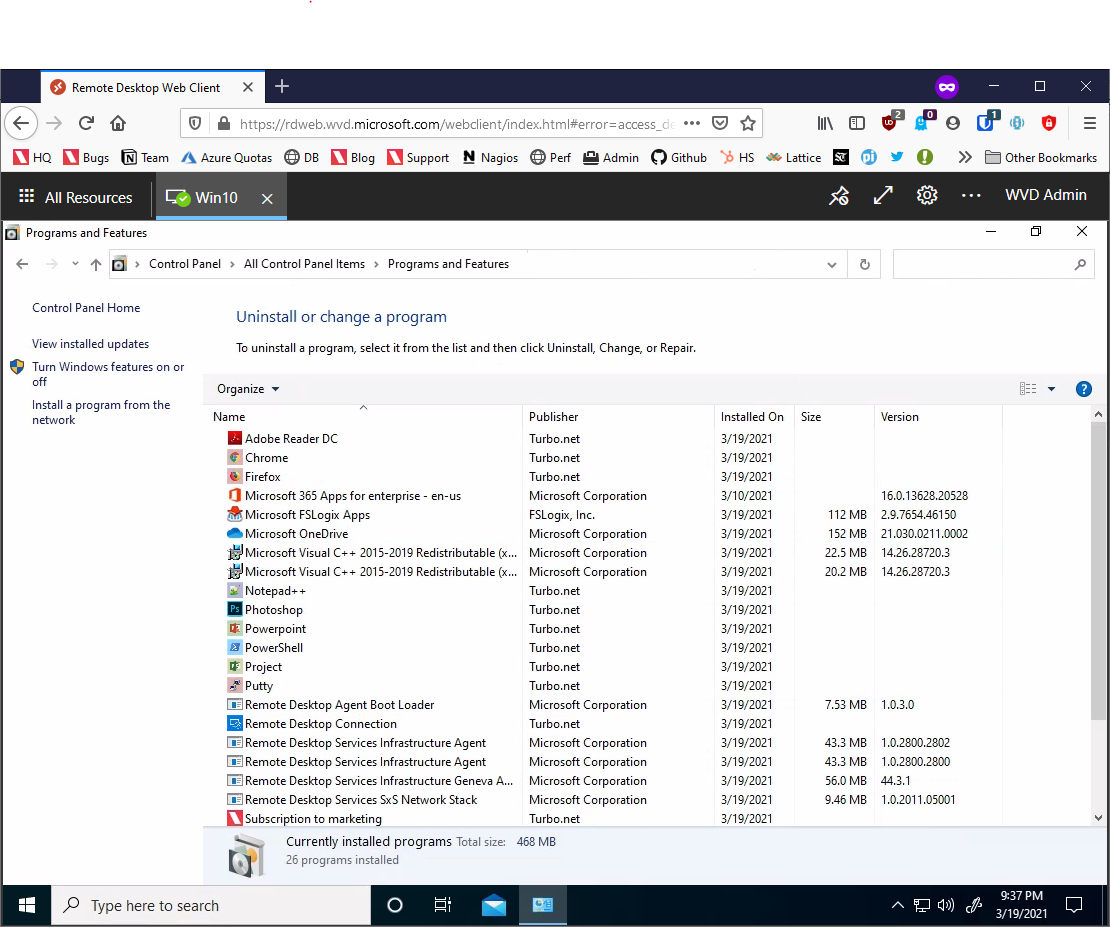 Remote Desktop Web Client
https://rdweb.wvd.microsoft.com/webclient/index.html#error=access_de
2 0 1
HQ Bugs Team Azure Quotas DB Blog Support Nagios Perf Admin Github HS Lattice Other Bookmarks
All Resources Win10 WVD Admin
Programs and Features
Control Panel All Control Panel Items Programs and Features
Control Panel Home
View installed updates
Turn Windows features on or
off
Install a program from the
network
Uninstall or change a program
To uninstall a program, select it from the list and then click Uninstall, Change, or Repair.
Organize
Name Publisher Installed On Size Version
Adobe Reader DC Turbo.net 3/19/2021
Chrome Turbo.net 3/19/2021
Firefox Turbo.net 3/19/2021
Microsoft 365 Apps for enterprise - en-us Microsoft Corporation 3/10/2021 16.0.13628.20528
Microsoft FSLogix Apps FSLogix, Inc. 3/19/2021 112 MB 2.9.7654.46150
Microsoft OneDrive Microsoft Corporation 3/19/2021 152 MB 21.030.0211.0002
Microsoft Visual C++ 2015-2019 Redistributable (x... Microsoft Corporation 3/19/2021 22.5 MB 14.26.28720.3
Microsoft Visual C++ 2015-2019 Redistributable (x... Microsoft Corporation 3/19/2021 20.2 MB 14.26.28720.3
Notepad++ Turbo.net 3/19/2021
Ps Photoshop Turbo.net 3/19/2021
Powerpoint Turbo.net 3/19/2021
PowerShell Turbo.net 3/19/2021
Project Turbo.net 3/19/2021
Putty Turbo.net 3/19/2021
Remote Desktop Agent Boot Loader Microsoft Corporation 3/19/2021 7.53 MB 1.0.3.0
Remote Desktop Connection Turbo.net 3/19/2021
Remote Desktop Services Infrastructure Agent Microsoft Corporation 3/19/2021 43.3 MB 1.0.2800.2802
Remote Desktop Services Infrastructure Agent Microsoft Corporation 3/19/2021 43.3 MB 1.0.2800.2800
Remote Desktop Services Infrastructure Geneva A... Microsoft Corporation 3/19/2021 56.0 MB 44.3.1
Remote Desktop Services SxS Network Stack Microsoft Corporation 3/19/2021 9.46 MB 1.0.2011.05001
Subscription to marketing Turbo.net 3/19/2021
Currently installed programs Total size: 468 MB
26 programs installed
Type here to search
9:37 PM
3/19/2021